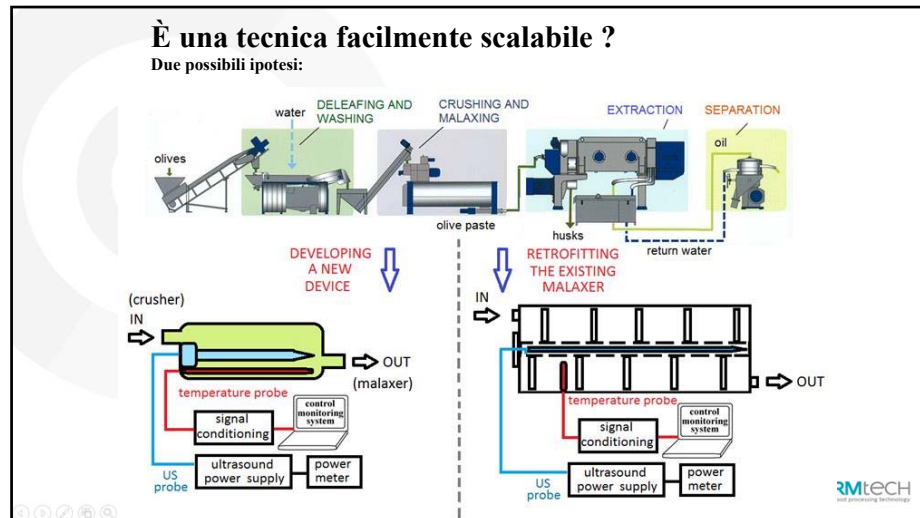 È una tecnica facilmente scalabile ?
Due possibili ipotesi:
DELEAFING AND
WASHING
water
olives
CRUSHING AND
MALAXING
olive paste
EXTRACTION
husks
SEPARATION
oil
return water
DEVELOPING
A NEW
DEVICE
RETROFITTING
THE EXISTING
MALAXER
(crusher)
IN
OUT
(malaxer)
temperature probe
signal
conditioning
control
monitoring
system
US
probe
ultrasound
power supply
power
meter
IN
OUT
temperature probe
signal
conditioning
control
monitoring
system
US
probe
ultrasound
power supply
power
meter
RMtecH
processing technology